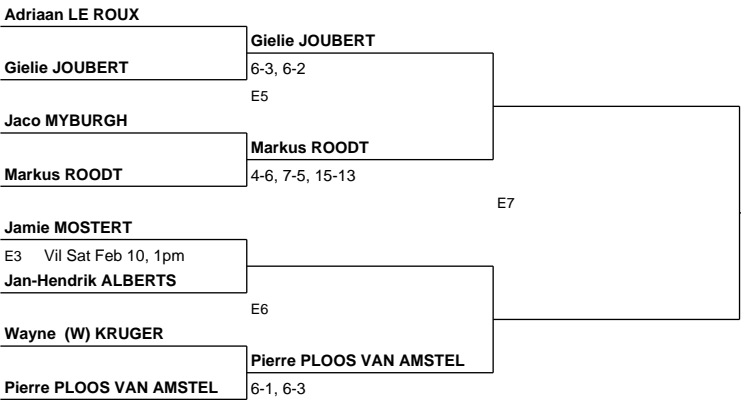 Adriaan LE ROUX
Gielie JOUBERT
Gielie JOUBERT
6-3, 6-2
E5
Jaco MYBURGH
Markus ROODT
Markus ROODT
4-6, 7-5, 15-13
E7
Jamie MOSTERT
E3 Vil Sat Feb 10, 1pm
Jan-Hendrik ALBERTS
E6
Wayne (W) KRUGER
Pierre PLOOS VAN AMSTEL
Pierre PLOOS VAN AMSTEL
6-1, 6-3